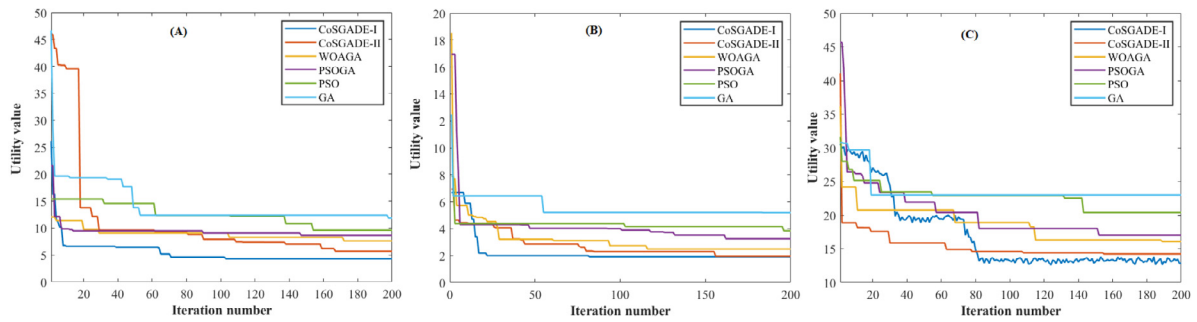 (A)
CoSGADE-I
CoSGADE-II
WOAGA
PSOGA
PSO
GA
Utility value
50
45
40
35
30
25
20
15
10
5
0
20 40 60 80 100 120 140 160 180 200
Iteration number
(B)
CoSGADE-I
CoSGADE-II
WOAGA
PSOGA
PSO
GA
Utility value
20
18
16
14
12
10
8
6
4
2
0
0 50 100 150 200
Iteration number
(C)
CoSGADE-I
CoSGADE-II
WOAGA
PSOGA
PSO
GA
Utility value
50
45
40
35
30
25
20
15
10
20 40 60 80 100 120 140 160 180 200
Iteration number